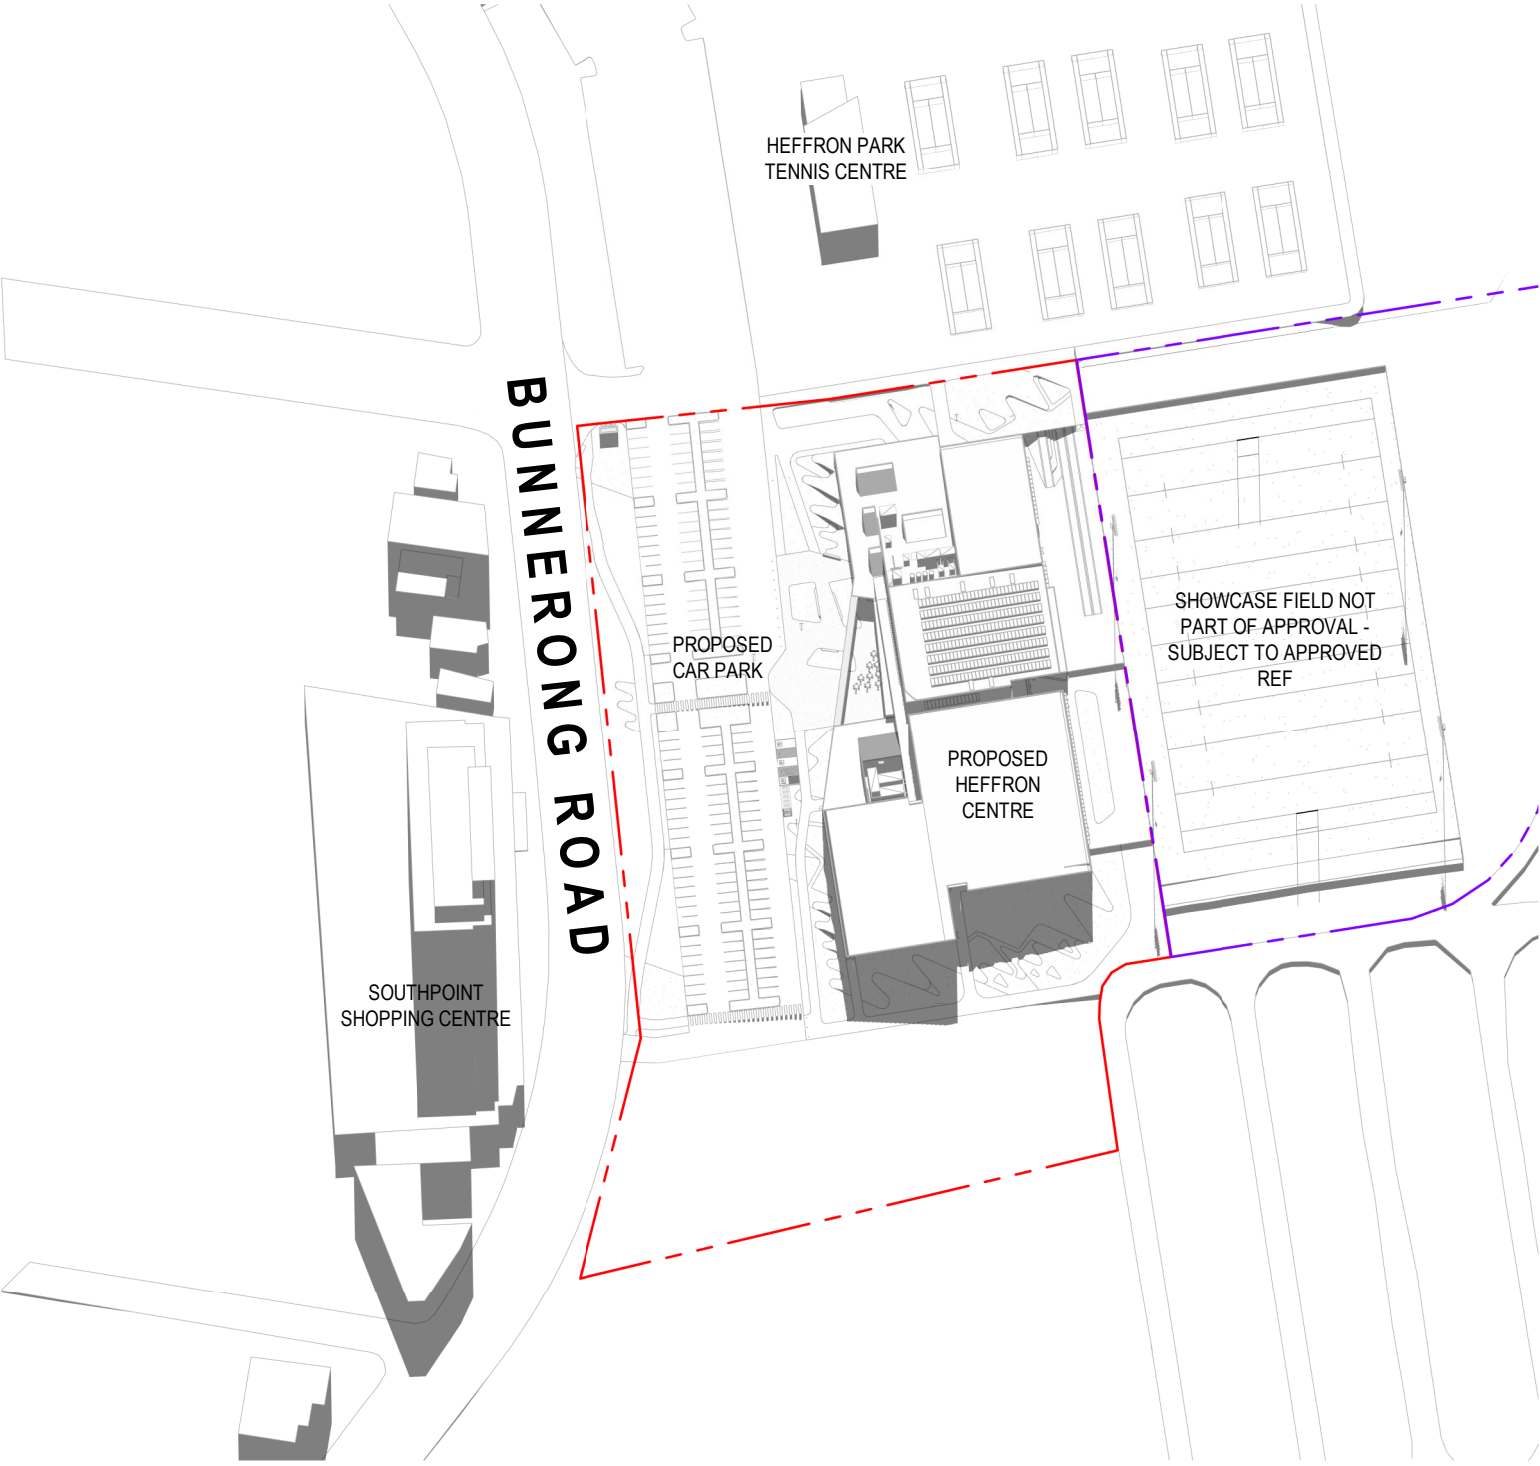 HEFFRON PARK
TENNIS CENTRE
BUNNERONG ROAD
PROPOSED
CAR PARK
SHOWCASE FIELD NOT
PART OF APPROVAL -
SUBJECT TO APPROVED
REF
PROPOSED
HEFFRON
CENTRE
SOUTHPOINT
SHOPPING CENTRE